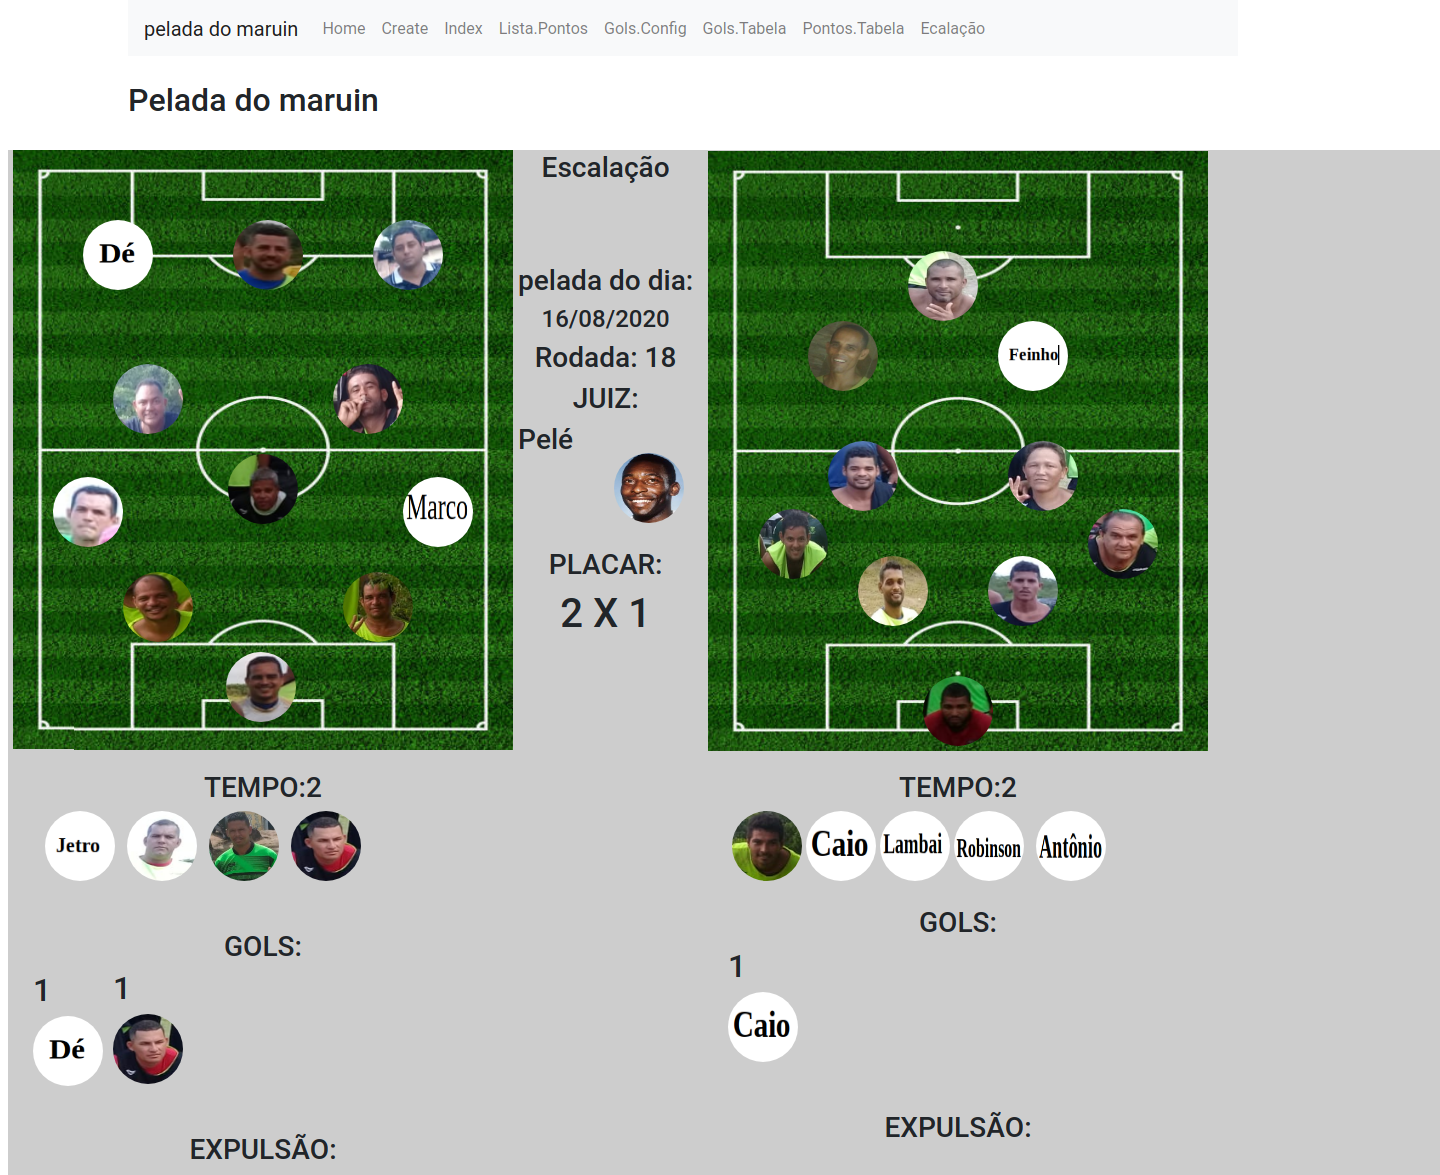 pelada do maruin Home Create Index Lista.Pontos Gols.Config Gols.Tabela Pontos.Tabela Ecalação
Pelada do maruin
Dé
Marco
Escalação
pelada do dia:
16/08/2020
Rodada: 18
JUIZ:
Pelé
PLACAR:
2 X 1
Feinho
TEMPO:2
Jetro
GOLS:
1 1
Dé
EXPULSÃO:
TEMPO:2
Caio Lambai Robinson Antônio
GOLS:
1
Caio
EXPULSÃO: